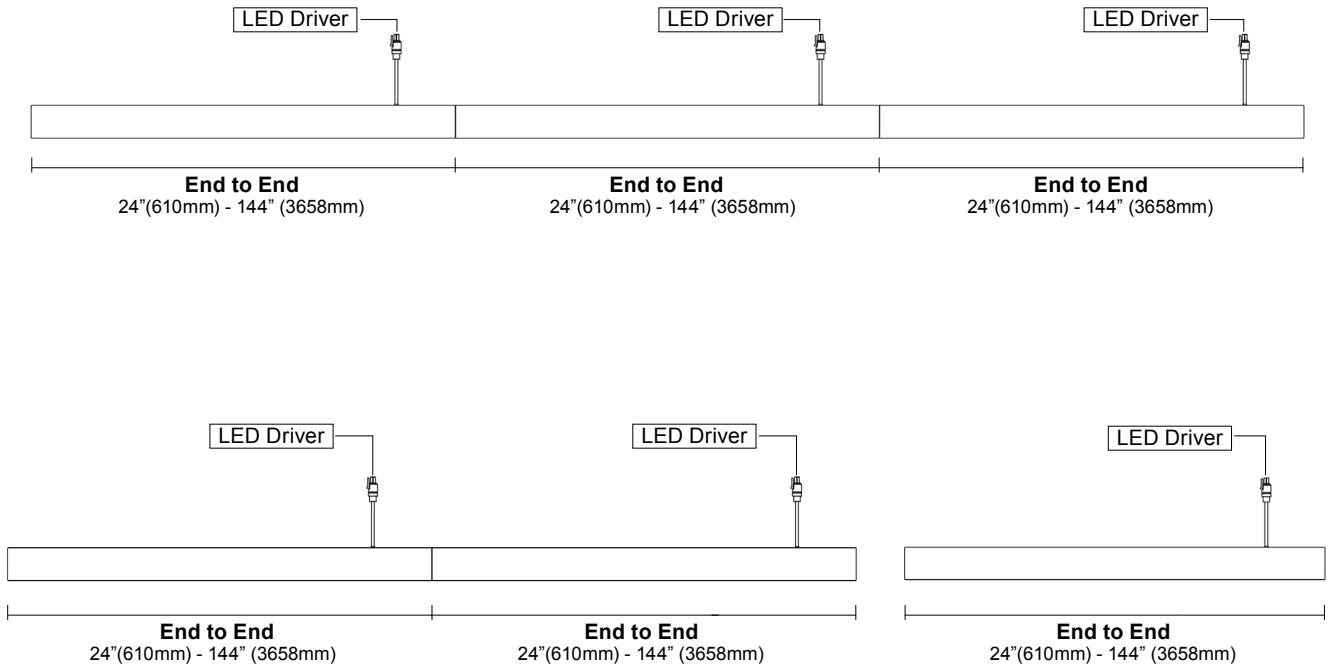 LED Driver
LED Driver
LED Driver
End to End
24”(610mm) - 144” (3658mm)
End to End
24”(610mm) - 144” (3658mm)
End to End
24”(610mm) - 144” (3658mm)
LED Driver
LED Driver
LED Driver
End to End
24”(610mm) - 144” (3658mm)
End to End
24”(610mm) - 144” (3658mm)
End to End
24”(610mm) - 144” (3658mm)